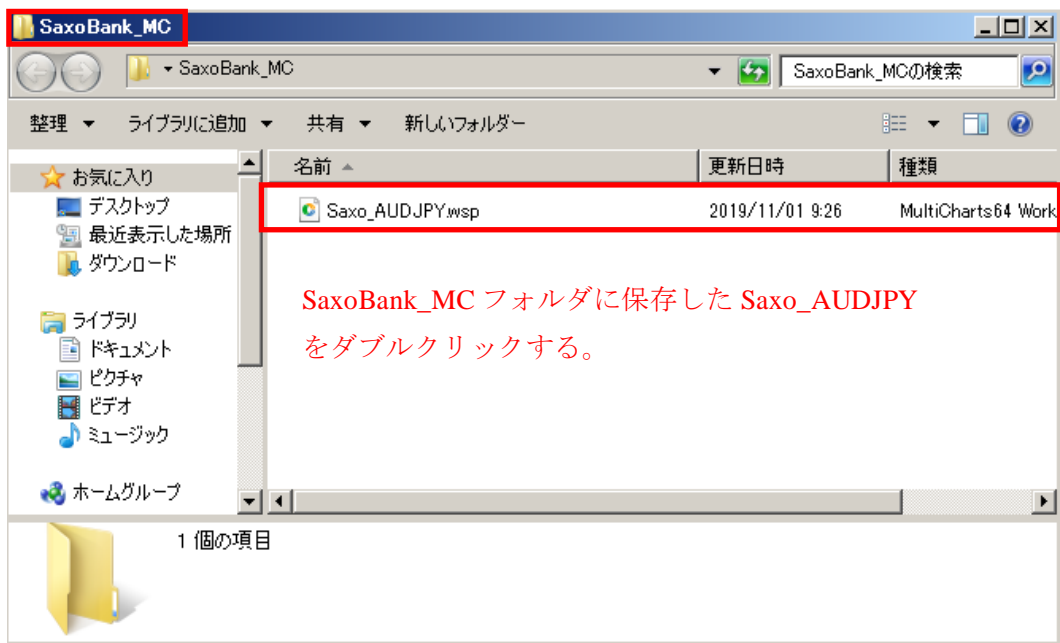 SaxoBank_MC
SaxoBank_MC
SaxoBank_MCの検索
整理 ライブラリに追加 共有 新しいフォルダー
名前 更新日時 種類
Saxo_AUDJPY.wsp 2019/11/01 9:26 MultiCharts64 Work
お気に入り
デスクトップ
最近表示した場所
ダウンロード
ライブラリ
ドキュメント
ピクチャ
ビデオ
ミュージック
ホームグループ
SaxoBank_MC フォルダに保存した Saxo_AUDJPY
をダブルクリックする。
1 個の項目